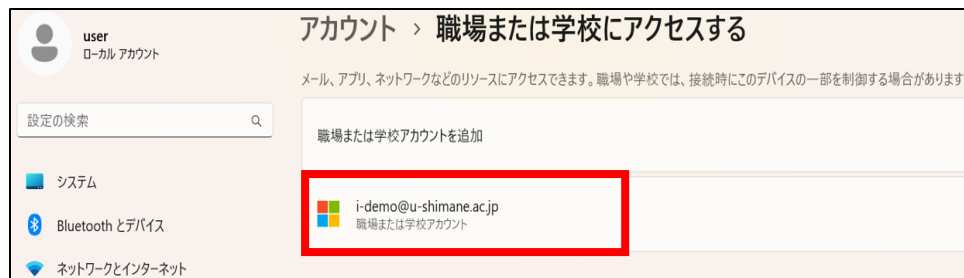 user
ローカル アカウント
設定の検索
システム
Bluetooth とデバイス
ネットワークとインターネット
アカウント › 職場または学校にアクセスする
メール、アプリ、ネットワークなどのリソースにアクセスできます。職場や学校では、接続時にこのデバイスの一部を制御する場合があります
職場または学校アカウントを追加
i-demo@u-shimane.ac.jp
職場または学校アカウント